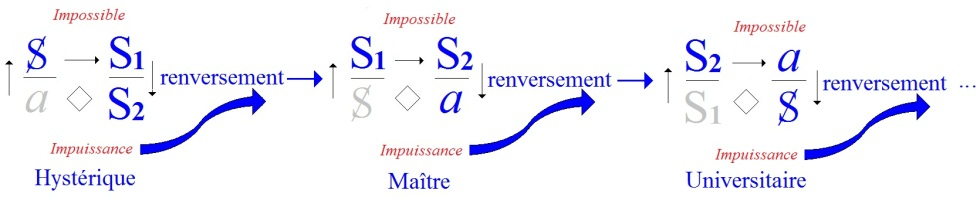 Impossible Impossible Impossible
$ → S1 renversement → S1 → S2 renversement → S2 → a renversement ...
a ◇ S2 $ ◇ a S1 ◇ $
Impuissance Impuissance Impuissance
Hystérique Maître Universitaire